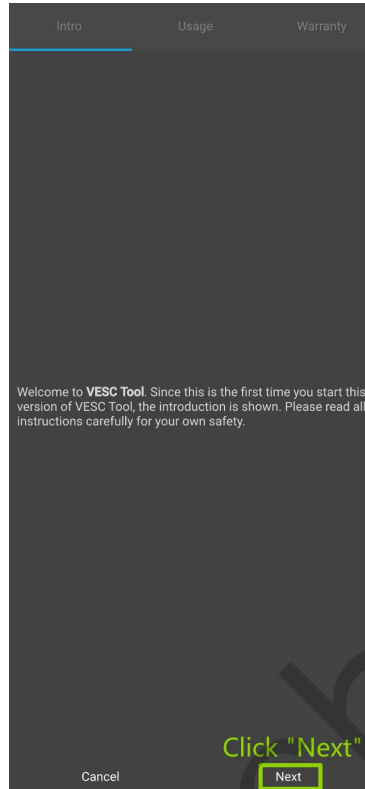 Intro Usage Warranty
Welcome to VESC Tool. Since this is the first time you start this
version of VESC Tool, the introduction is shown. Please read all
instructions carefully for your own safety.
Click "Next"
Cancel Next